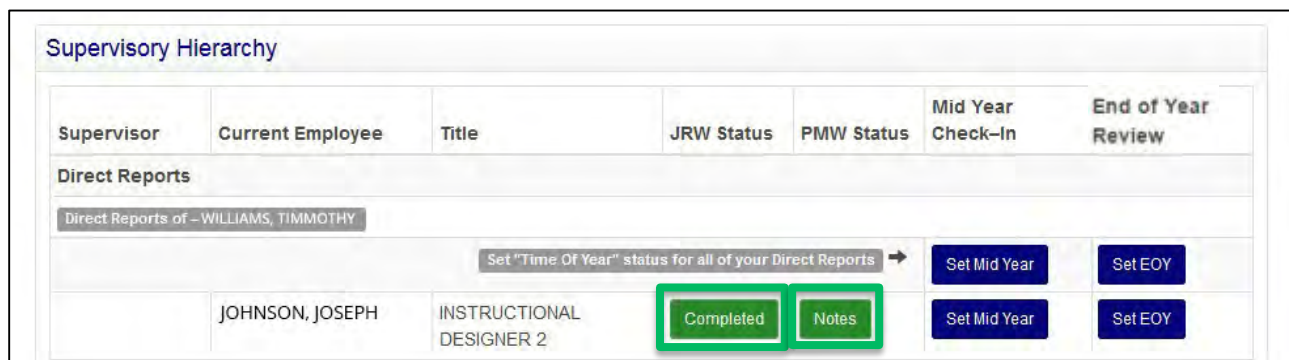 Supervisory Hierarchy
Mid Year End of Year
Supervisor Current Employee Title JRW Status PMW Status Check–In Review
Direct Reports
Direct Reports of – WILLIAMS, TIMMOTHY
Set "Time Of Year" status for all of your Direct Reports ➡ Set Mid Year Set EOY
JOHNSON, JOSEPH INSTRUCTIONAL Completed Notes Set Mid Year Set EOY
DESIGNER 2